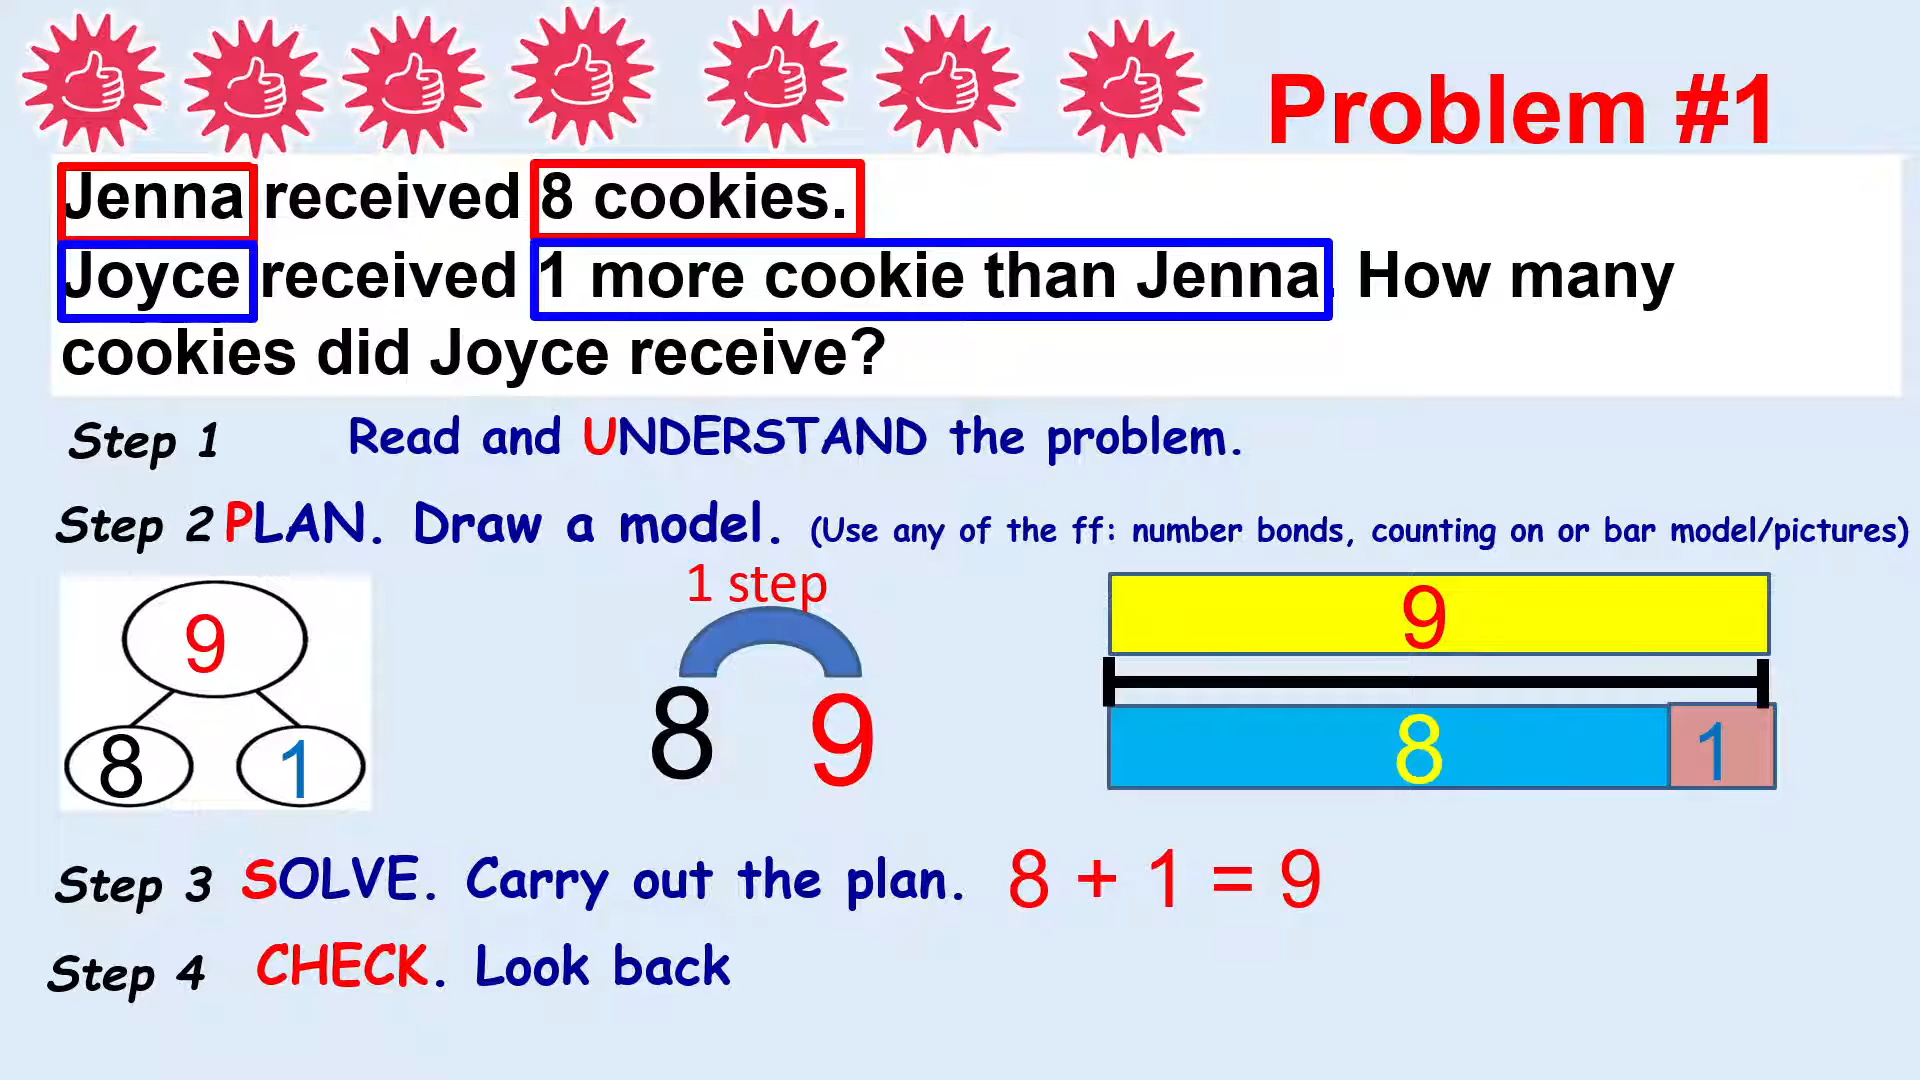 Problem #1
Jenna received 8 cookies.
Joyce received 1 more cookie than Jenna. How many
cookies did Joyce receive?
Step 1 Read and UNDERSTAND the problem.
Step 2 PLAN. Draw a model. (Use any of the ff: number bonds, counting on or bar model/pictures)
1 step
9
9
8 1
8 9
8 1
Step 3 SOLVE. Carry out the plan. 8 + 1 = 9
Step 4 CHECK. Look back